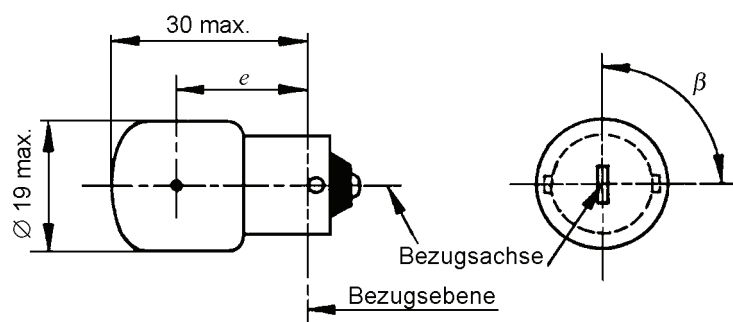 30 max.
e
β
Ø 19 max.
Bezugsachse
Bezugsebene